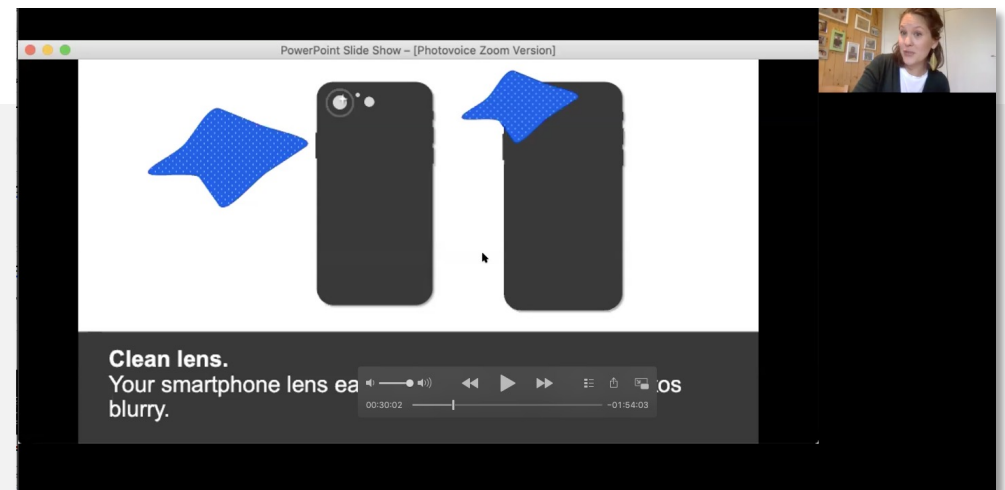 PowerPoint Slide Show – [Photovoice Zoom Version]
Clean lens.
Your smartphone lens ea os
blurry.
00:30:02 -01:54:03